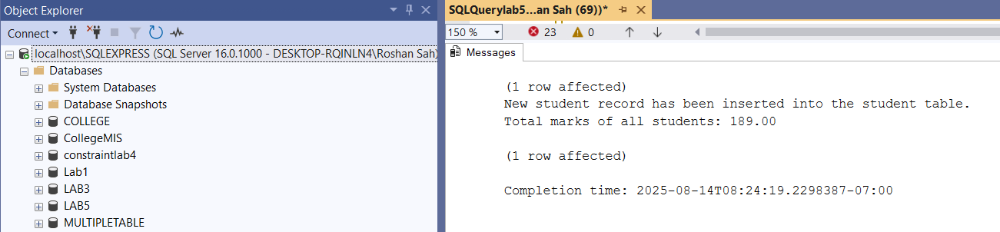 Object Explorer
Connect
localhost\SQLEXPRESS (SQL Server 16.0.1000 - DESKTOP-RQINLN4\Roshan Sah)
Databases
System Databases
Database Snapshots
COLLEGE
CollegeMIS
constraintlab4
Lab1
LAB3
LAB5
MULTIPLETABLE
SQLQuerylab5...an Sah (69))*
150 %
23
0
Messages
(1 row affected)
New student record has been inserted into the student table.
Total marks of all students: 189.00
(1 row affected)
Completion time: 2025-08-14T08:24:19.2298387-07:00